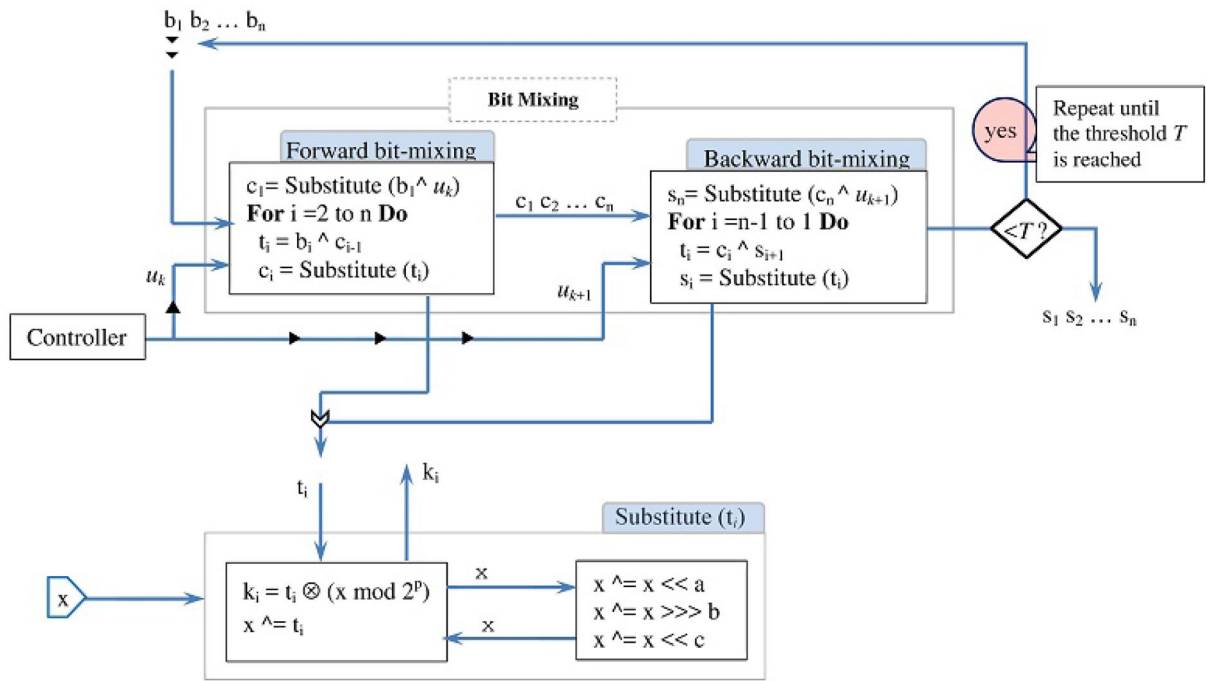 b₁ b₂ … bₙ
Bit Mixing
yes
Repeat until
the threshold T
is reached
Forward bit-mixing
c₁= Substitute (b₁^ uₖ)
For i =2 to n Do
tᵢ = bᵢ ^ cᵢ₋₁
cᵢ = Substitute (tᵢ)
c₁ c₂ … cₙ
Backward bit-mixing
sₙ= Substitute (cₙ ^ uₖ₊₁)
For i =n-1 to 1 Do
tᵢ = cᵢ ^ sᵢ₊₁
sᵢ = Substitute (tᵢ)
<T ?
uₖ
uₖ₊₁
s₁ s₂ … sₙ
Controller
tᵢ
kᵢ
Substitute (tᵢ)
x
kᵢ = tᵢ ⊗ (x mod 2ᵖ)
x ^= tᵢ
x
x
x ^= x << a
x ^= x >>> b
x ^= x << c